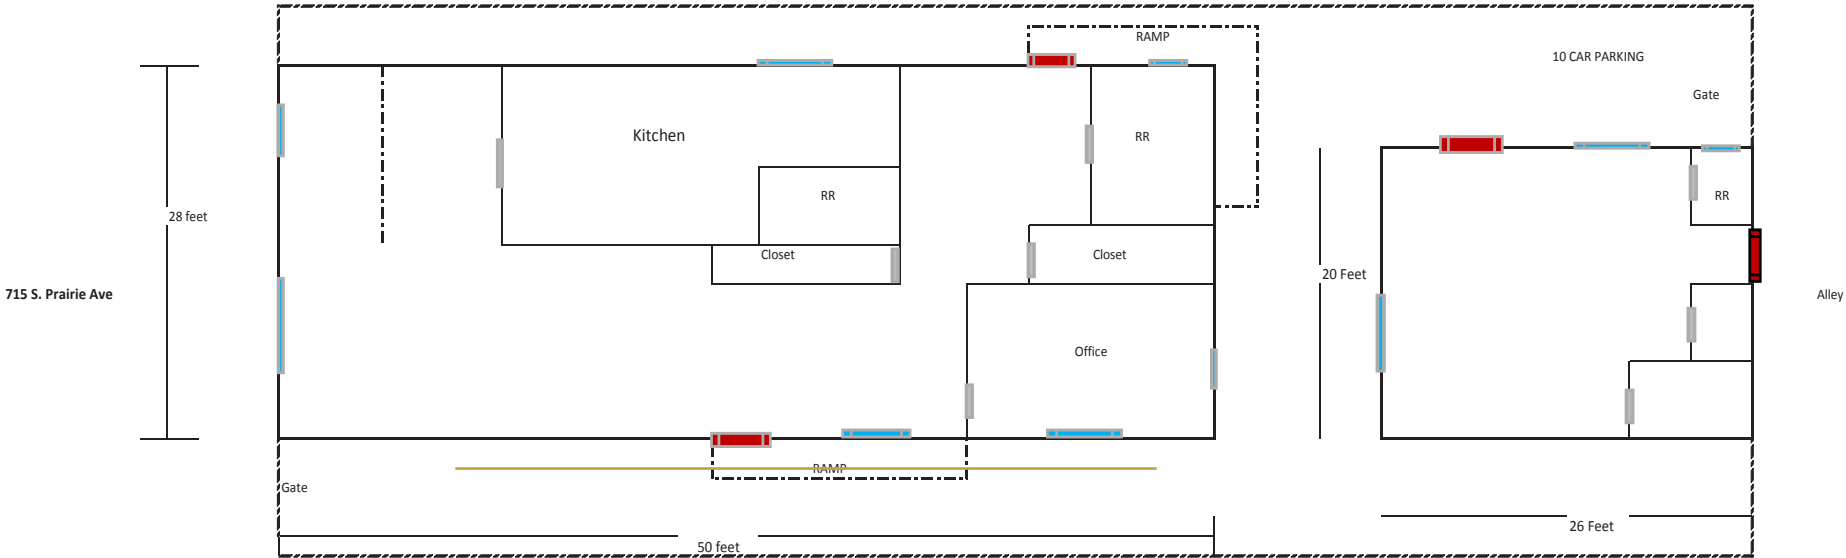 RAMP
10 CAR PARKING
Gate
Kitchen
RR
RR
RR
28 feet
Closet
Closet
20 Feet
715 S. Prairie Ave
Alley
Office
RAMP
Gate
26 Feet
50 feet